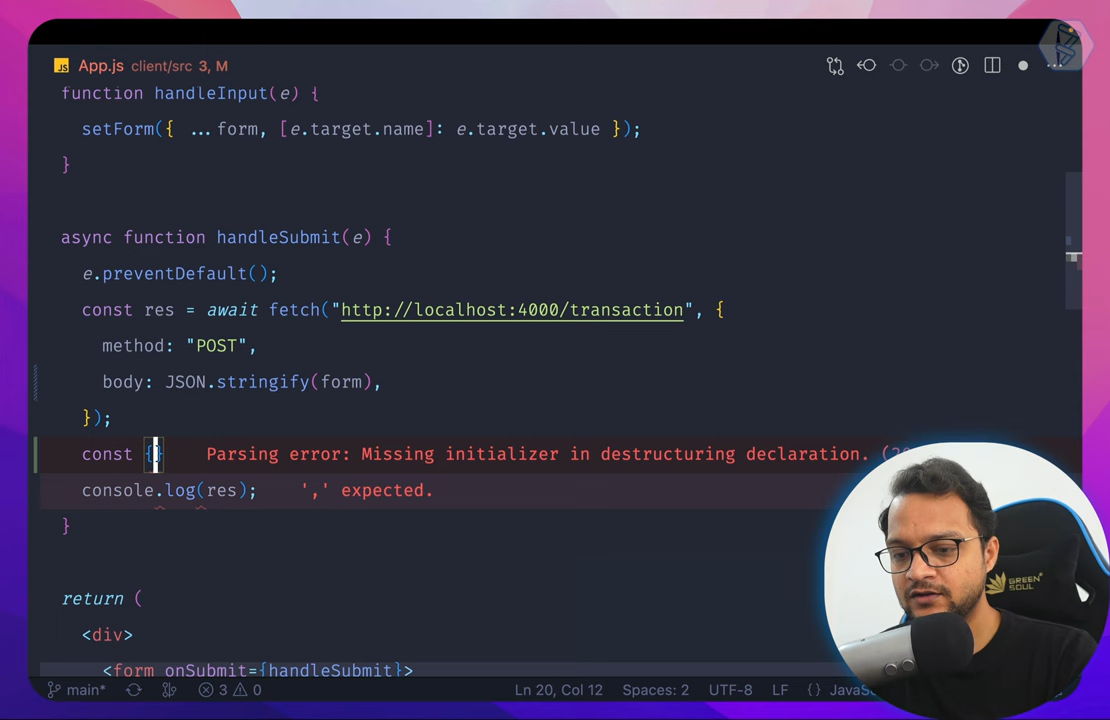 JS App.js client/src 3, M
function handleInput(e) {
setForm({ ...form, [e.target.name]: e.target.value });
}
async function handleSubmit(e) {
e.preventDefault();
const res = await fetch("http://localhost:4000/transaction", {
method: "POST",
body: JSON.stringify(form),
});
const {} Parsing error: Missing initializer in destructuring declaration.
console.log(res); ',' expected.
}
return (
<div>
<form onSubmit={handleSubmit}>
main* 3 0 Ln 20, Col 12 Spaces: 2 UTF-8 LF {}
GREEN
SOUL